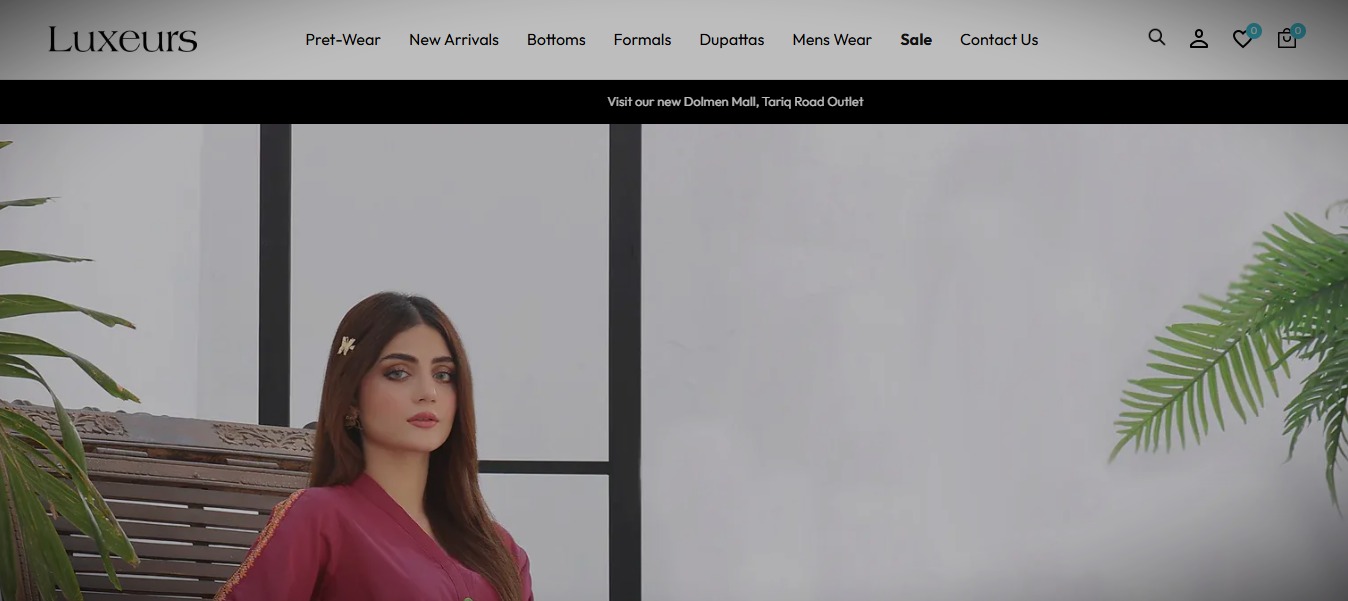 Luxeurs
Pret-Wear New Arrivals Bottoms Formals Dupattas Mens Wear Sale Contact Us
0 0
Visit our new Dolmen Mall, Tariq Road Outlet